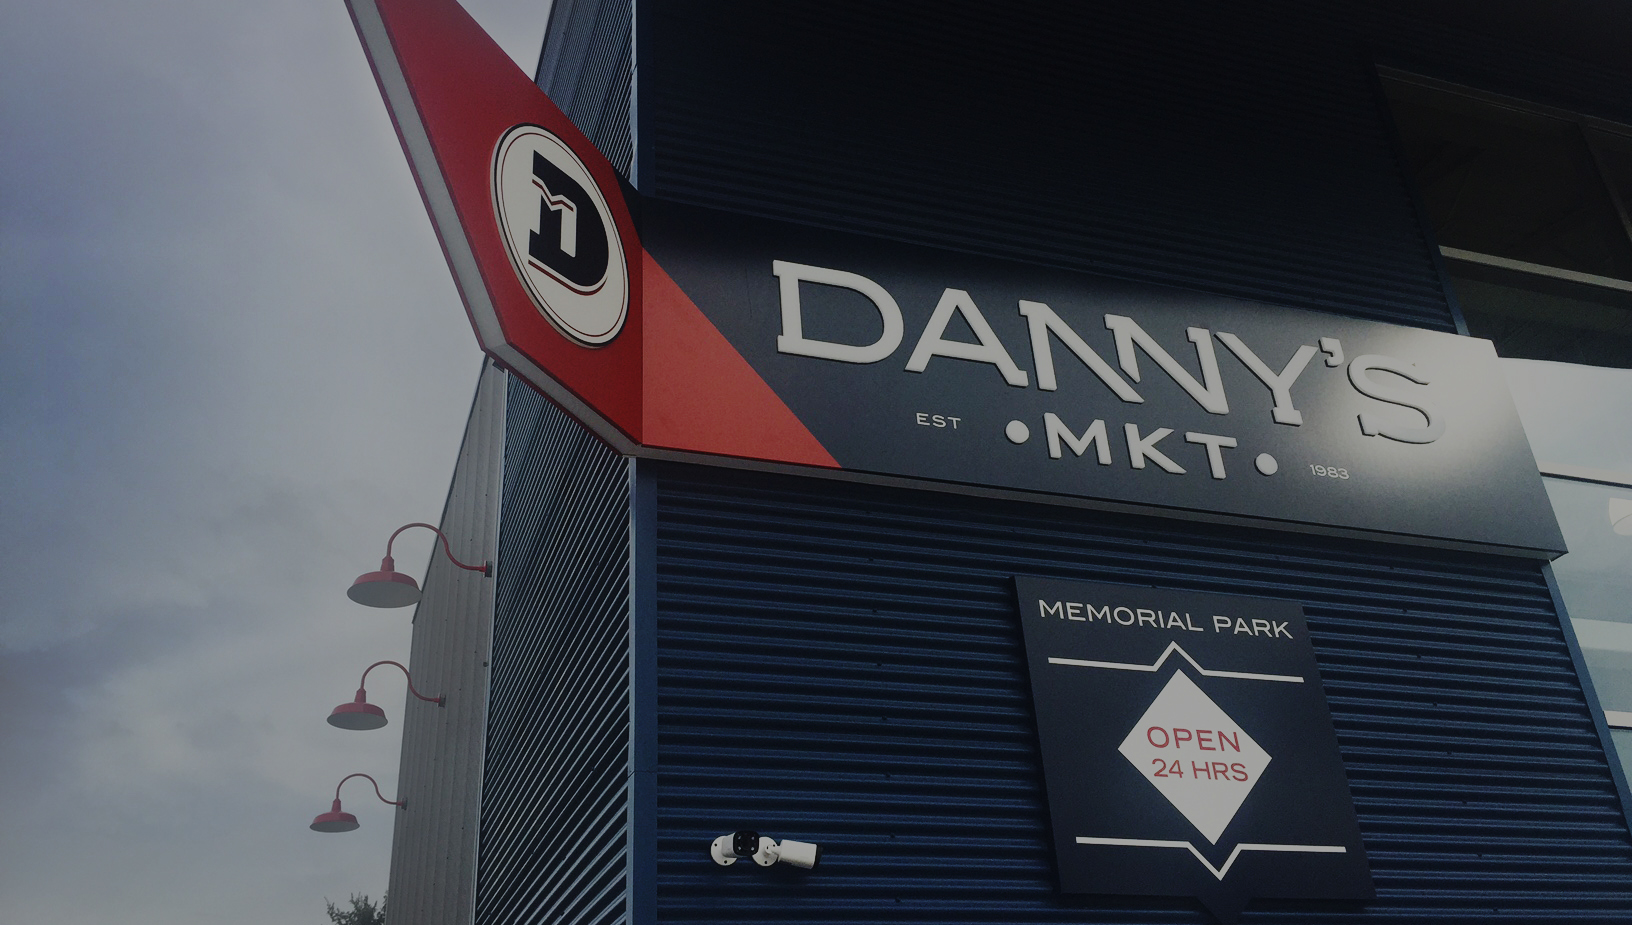 D
DANNY'S
EST
•MKT•
1983
MEMORIAL PARK
OPEN
24 HRS